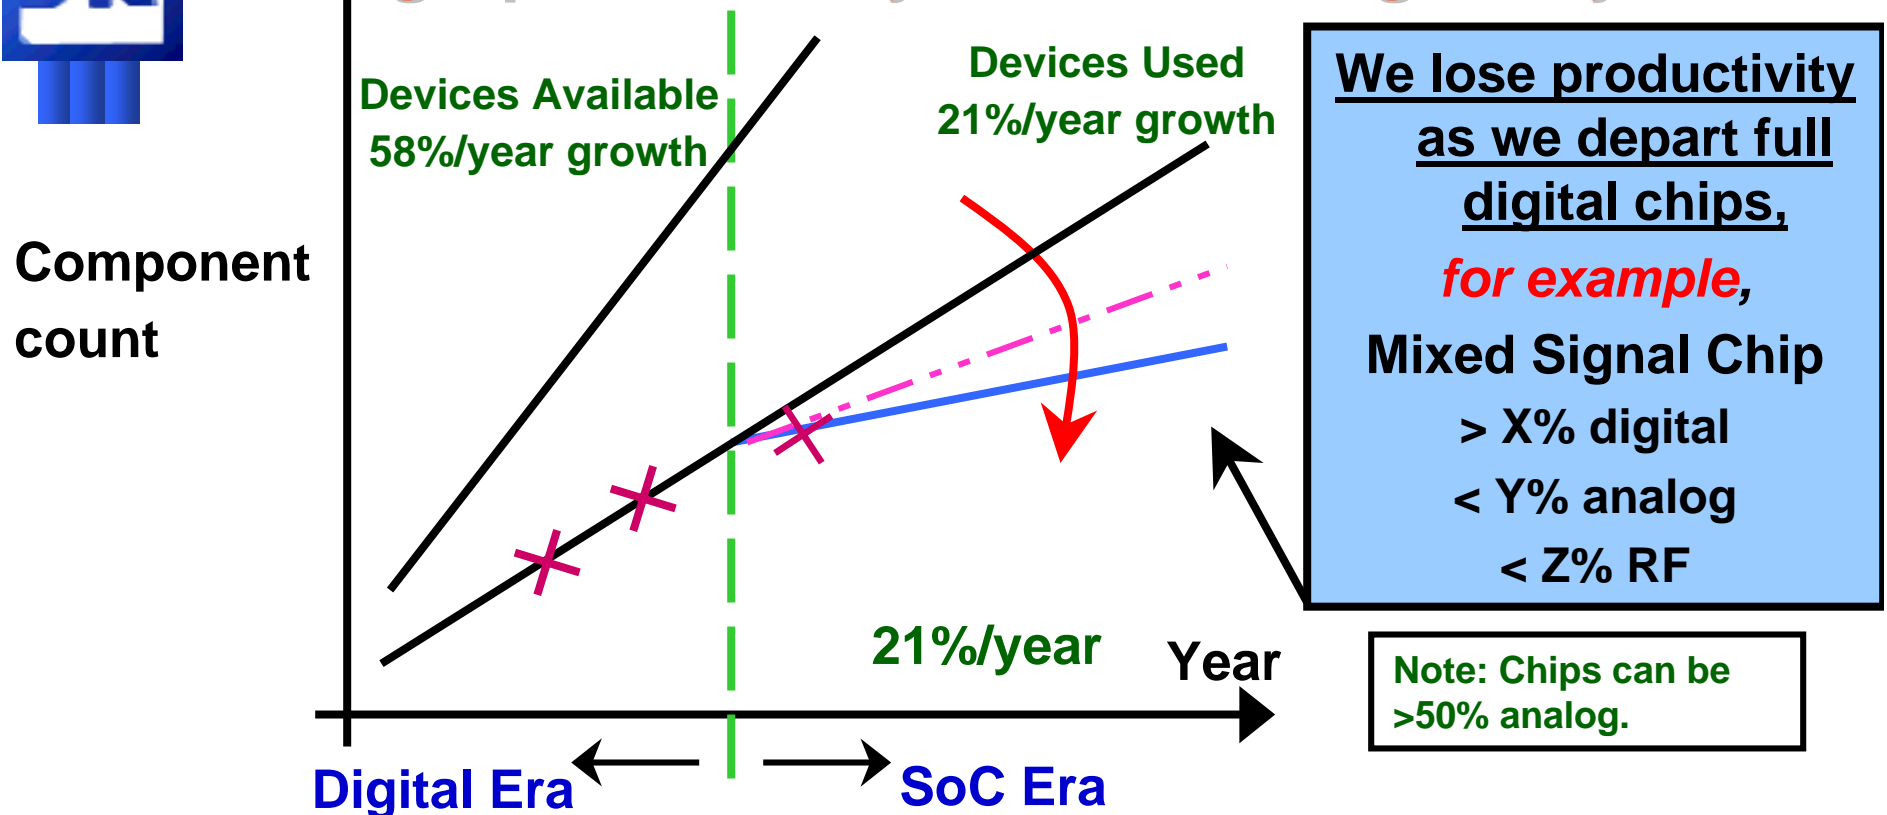 Devices Available
58%/year growth
Devices Used
21%/year growth
Component
count
21%/year
Year
Digital Era
SoC Era
We lose productivity
as we depart full
digital chips,
for example,
Mixed Signal Chip
> X% digital
< Y% analog
< Z% RF
Note: Chips can be
>50% analog.